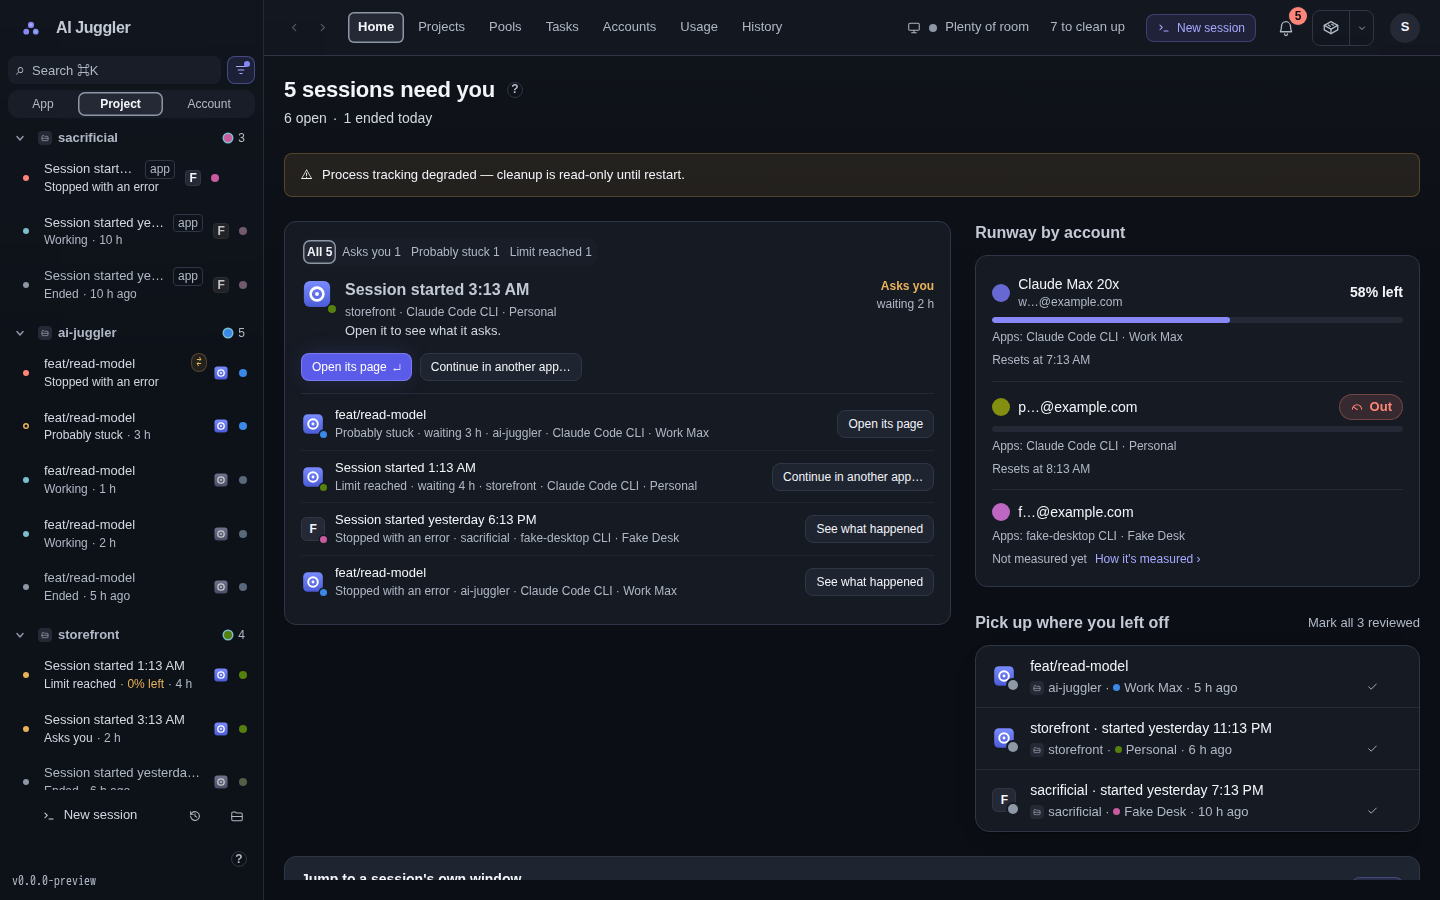 AI Juggler
Search ⌘K
App Project Account
sacrificial 3
Session start… app F
Stopped with an error
Session started ye… app F
Working · 10 h
Session started ye… app F
Ended · 10 h ago
ai-juggler 5
feat/read-model
Stopped with an error
feat/read-model
Probably stuck · 3 h
feat/read-model
Working · 1 h
feat/read-model
Working · 2 h
feat/read-model
Ended · 5 h ago
storefront 4
Session started 1:13 AM
Limit reached · 0% left · 4 h
Session started 3:13 AM
Asks you · 2 h
Session started yesterda…
Ended · 6 h ago
New session
?
v0.0.0-preview
Home Projects Pools Tasks Accounts Usage History
Plenty of room 7 to clean up New session 5 S
5 sessions need you ?
6 open · 1 ended today
Process tracking degraded — cleanup is read-only until restart.
All 5 Asks you 1 Probably stuck 1 Limit reached 1
Session started 3:13 AM
storefront · Claude Code CLI · Personal
Open it to see what it asks.
Asks you
waiting 2 h
Open its page Continue in another app…
feat/read-model
Probably stuck · waiting 3 h · ai-juggler · Claude Code CLI · Work Max
Open its page
Session started 1:13 AM
Limit reached · waiting 4 h · storefront · Claude Code CLI · Personal
Continue in another app…
F
Session started yesterday 6:13 PM
Stopped with an error · sacrificial · fake-desktop CLI · Fake Desk
See what happened
feat/read-model
Stopped with an error · ai-juggler · Claude Code CLI · Work Max
See what happened
Runway by account
Claude Max 20x
w…@example.com
58% left
Apps: Claude Code CLI · Work Max
Resets at 7:13 AM
p…@example.com Out
Apps: Claude Code CLI · Personal
Resets at 8:13 AM
f…@example.com
Apps: fake-desktop CLI · Fake Desk
Not measured yet How it's measured ›
Pick up where you left off Mark all 3 reviewed
feat/read-model
ai-juggler · Work Max · 5 h ago
storefront · started yesterday 11:13 PM
storefront · Personal · 6 h ago
F
sacrificial · started yesterday 7:13 PM
sacrificial · Fake Desk · 10 h ago
Jump to a session's own window